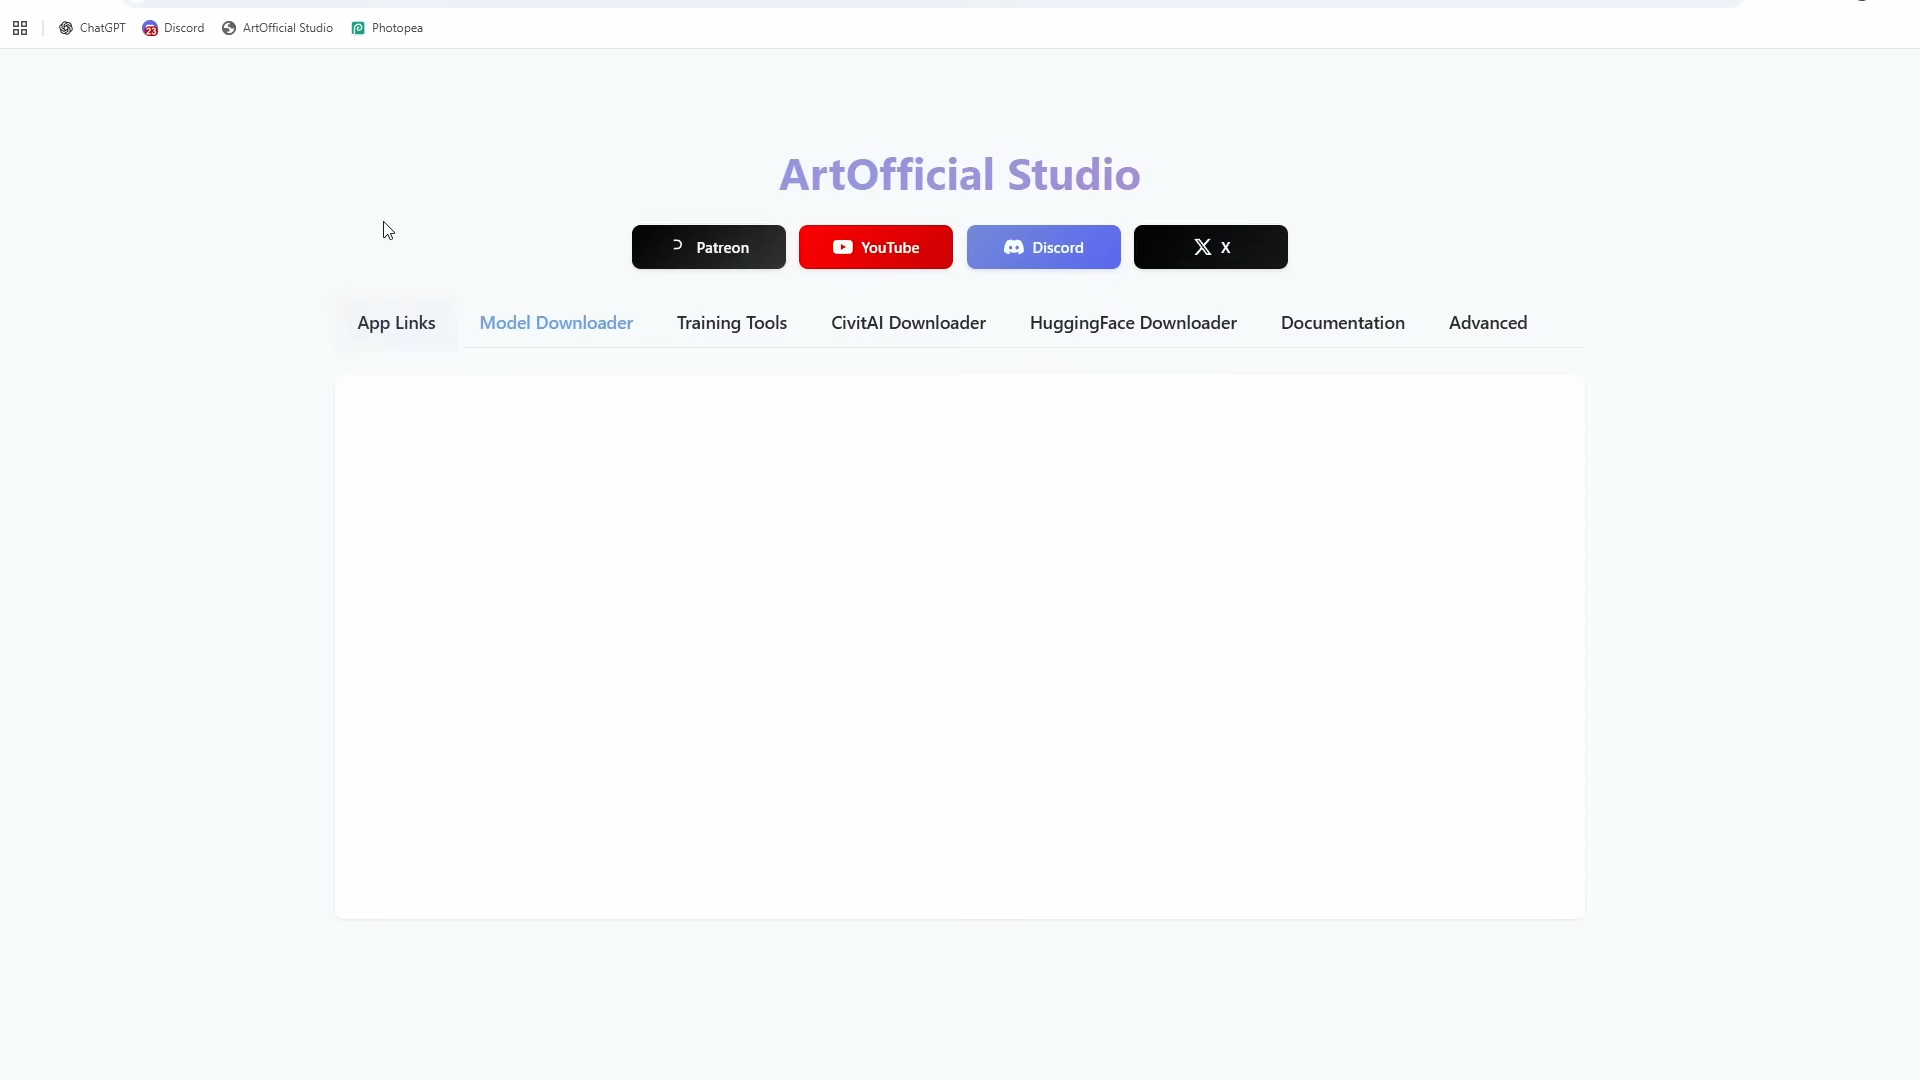 ChatGPT Discord ArtOfficial Studio Photopea
23
ArtOfficial Studio
Patreon YouTube Discord X
App Links Model Downloader Training Tools CivitAI Downloader HuggingFace Downloader Documentation Advanced